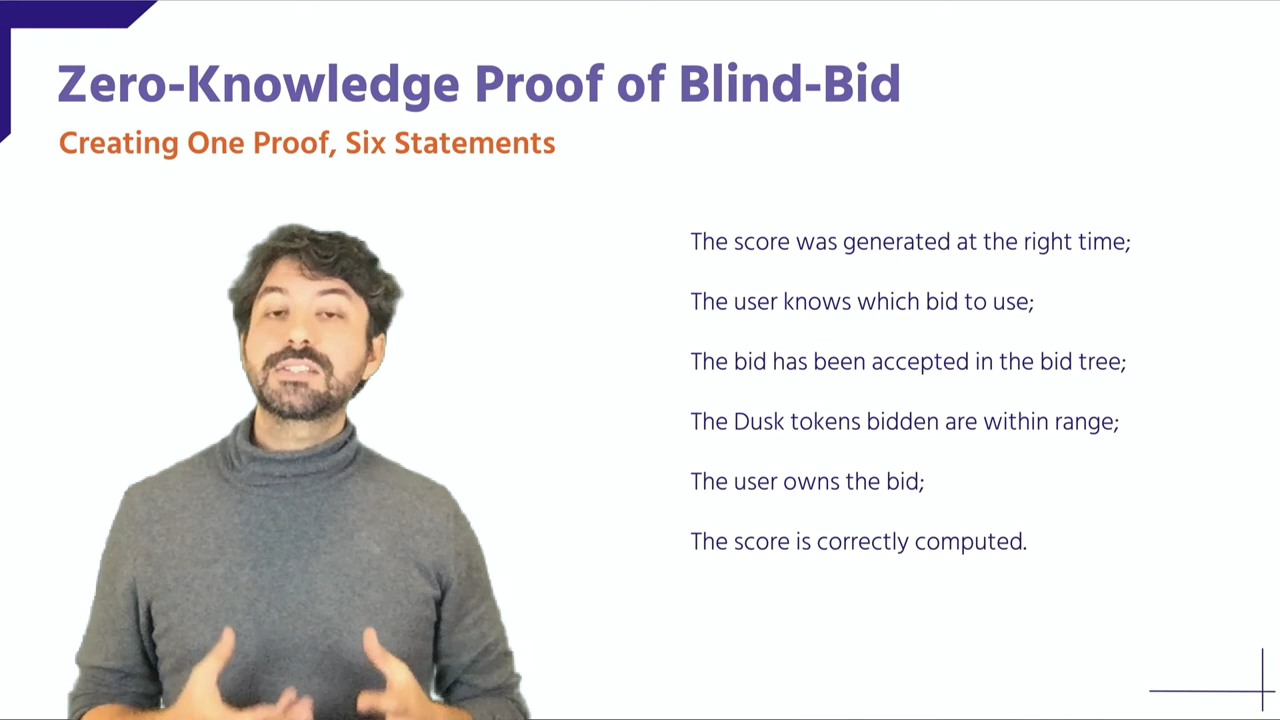 Zero-Knowledge Proof of Blind-Bid
Creating One Proof, Six Statements
The score was generated at the right time;
The user knows which bid to use;
The bid has been accepted in the bid tree;
The Dusk tokens bidden are within range;
The user owns the bid;
The score is correctly computed.